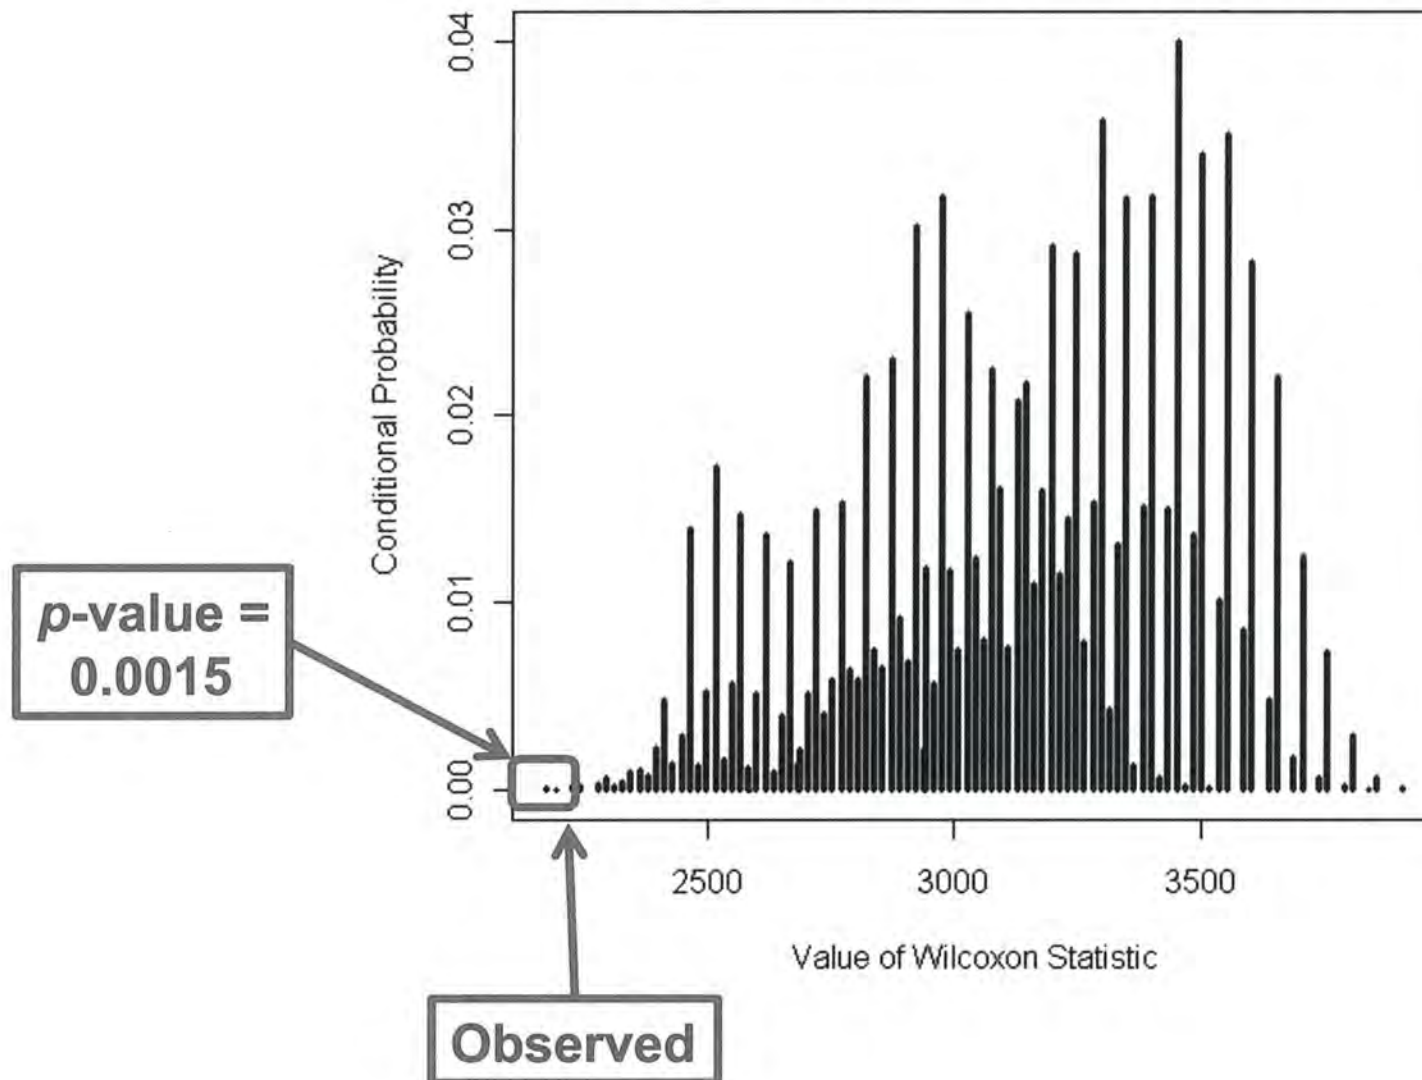 0.04
0.03
0.02
0.01
0.00
Conditional Probability
p-value =
0.0015
2500
3000
3500
Value of Wilcoxon Statistic
Observed